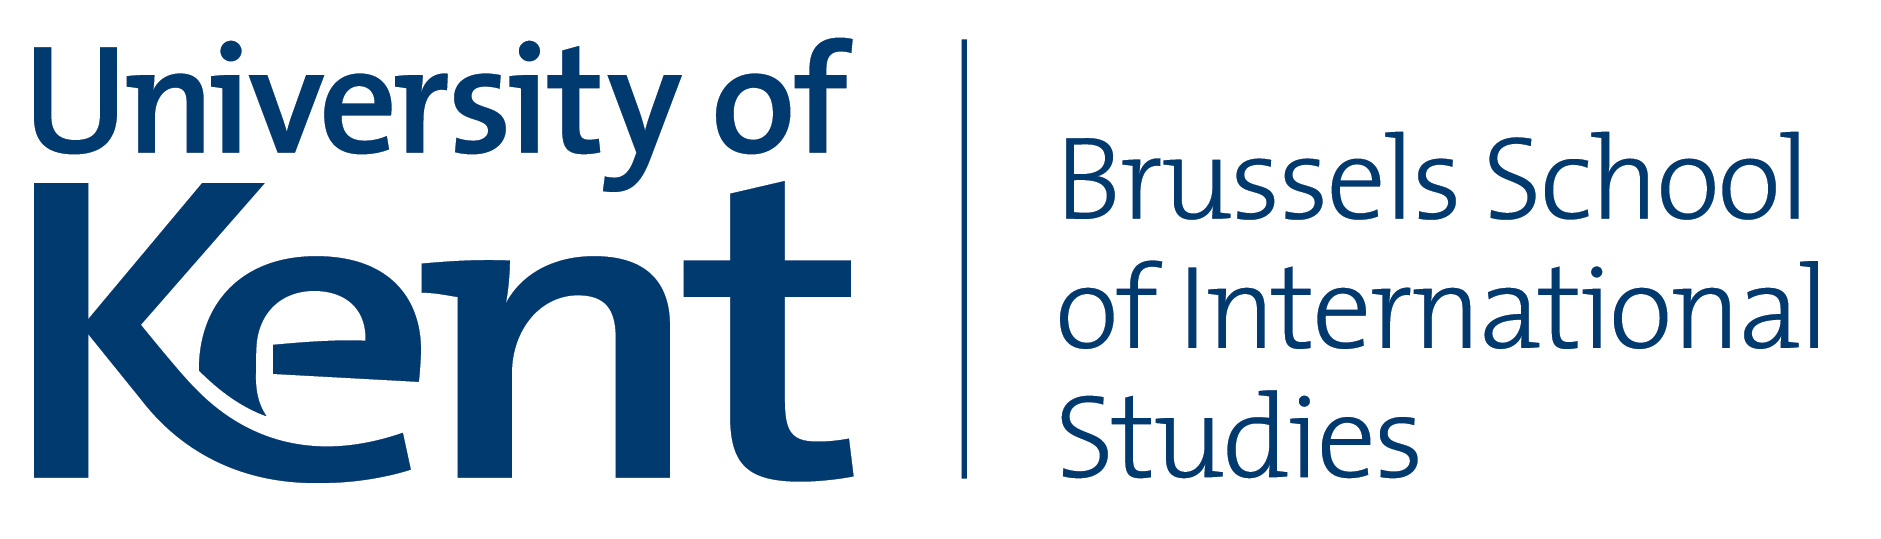 University of
Kent
Brussels School
of International
Studies